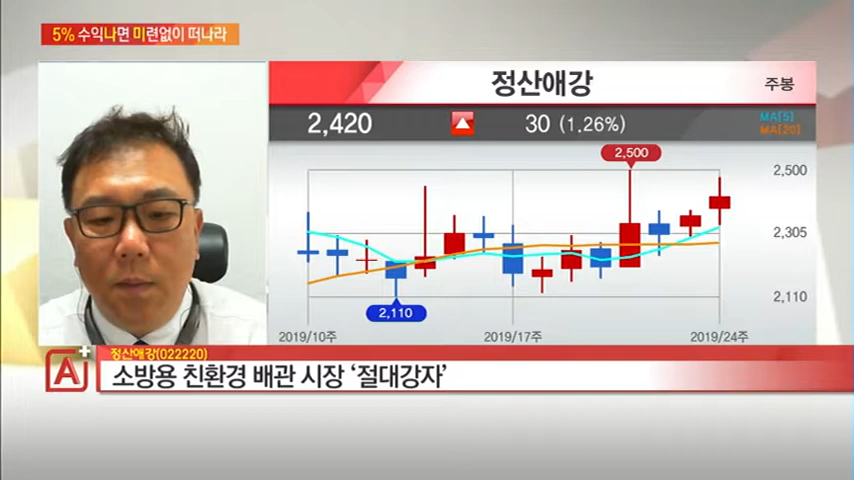 5% 수익나면 미련없이 떠나라
정산애강
주봉
2,420
30 (1.26%)
MA[5]
MA[20]
2,500
2,500
2,305
2,110
2,110
2019/10주
2019/17주
2019/24주
A+
정산애강(022220)
소방용 친환경 배관 시장 ‘절대강자’